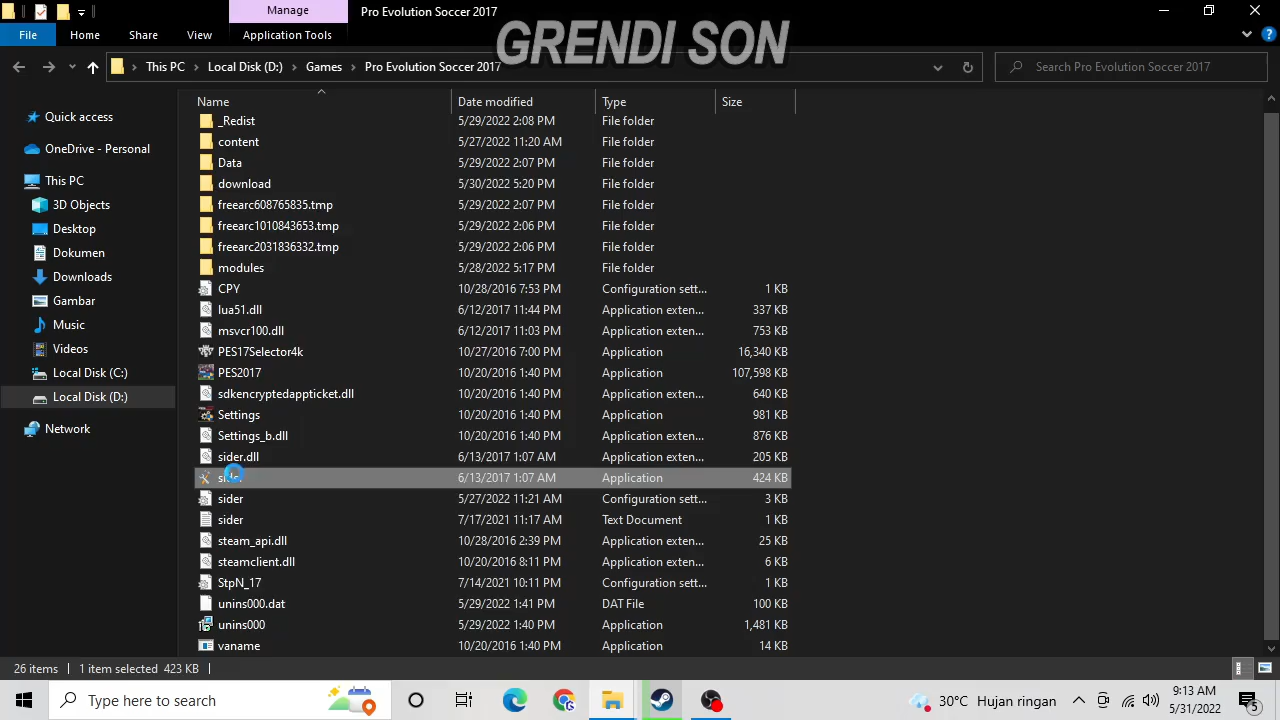 Manage
Pro Evolution Soccer 2017
GRENDI SON
File
Home
Share
View
Application Tools
This PC
Local Disk (D:)
Games
Pro Evolution Soccer 2017
Search Pro Evolution Soccer 2017
Name
Date modified
Type
Size
Quick access
OneDrive - Personal
This PC
3D Objects
Desktop
Dokumen
Downloads
Gambar
Music
Videos
Local Disk (C:)
Local Disk (D:)
Network
_Redist 5/29/2022 2:08 PM File folder
content 5/27/2022 11:20 AM File folder
Data 5/29/2022 2:07 PM File folder
download 5/30/2022 5:20 PM File folder
freearc608765835.tmp 5/29/2022 2:07 PM File folder
freearc1010843653.tmp 5/29/2022 2:06 PM File folder
freearc2031836332.tmp 5/29/2022 2:06 PM File folder
modules 5/28/2022 5:17 PM File folder
CPY 10/28/2016 7:53 PM Configuration sett... 1 KB
lua51.dll 6/12/2017 11:44 PM Application exten... 337 KB
msvcr100.dll 6/12/2017 11:03 PM Application exten... 753 KB
PES17Selector4k 10/27/2016 7:00 PM Application 16,340 KB
PES2017 10/20/2016 1:40 PM Application 107,598 KB
sdkencryptedappticket.dll 10/20/2016 1:40 PM Application exten... 640 KB
Settings 10/20/2016 1:40 PM Application 981 KB
Settings_b.dll 10/20/2016 1:40 PM Application exten... 876 KB
sider.dll 6/13/2017 1:07 AM Application exten... 205 KB
6/13/2017 1:07 AM Application 424 KB
sider 5/27/2022 11:21 AM Configuration sett... 3 KB
sider 7/17/2021 11:17 AM Text Document 1 KB
steam_api.dll 10/28/2016 2:39 PM Application exten... 25 KB
steamclient.dll 10/20/2016 8:11 PM Application exten... 6 KB
StpN_17 7/14/2021 10:11 PM Configuration sett... 1 KB
unins000.dat 5/29/2022 1:41 PM DAT File 100 KB
unins000 5/29/2022 1:40 PM Application 1,481 KB
vaname 10/20/2016 1:40 PM Application 14 KB
26 items
1 item selected 423 KB
Type here to search
30°C Hujan ringan
9:13 AM
5/31/2022
5